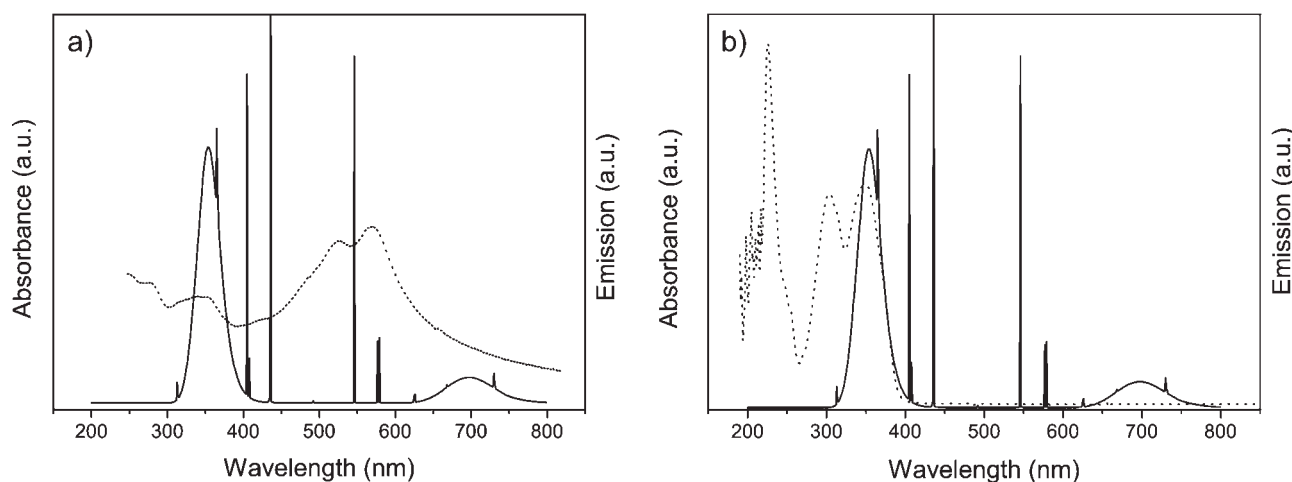 a)
Absorbance (a.u.)
Emission (a.u.)
200 300 400 500 600 700 800
Wavelength (nm)
b)
Absorbance (a.u.)
Emission (a.u.)
200 300 400 500 600 700 800
Wavelength (nm)